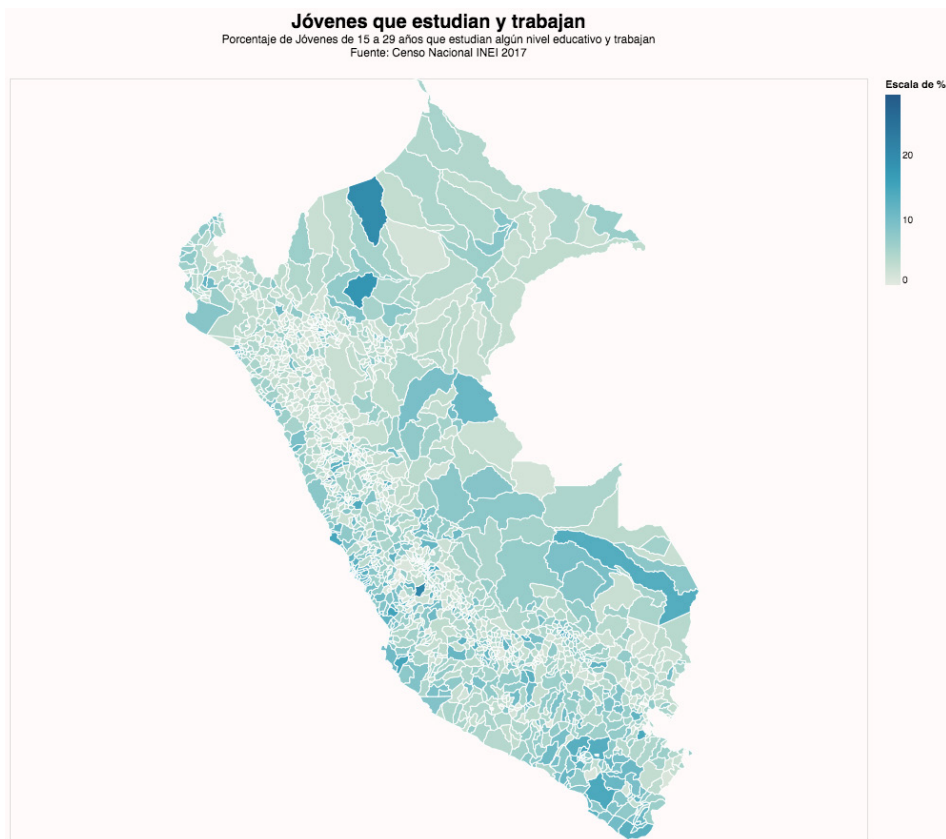 Jóvenes que estudian y trabajan
Porcentaje de Jóvenes de 15 a 29 años que estudian algún nivel educativo y trabajan
Fuente: Censo Nacional INEI 2017
Escala de %
20
10
0